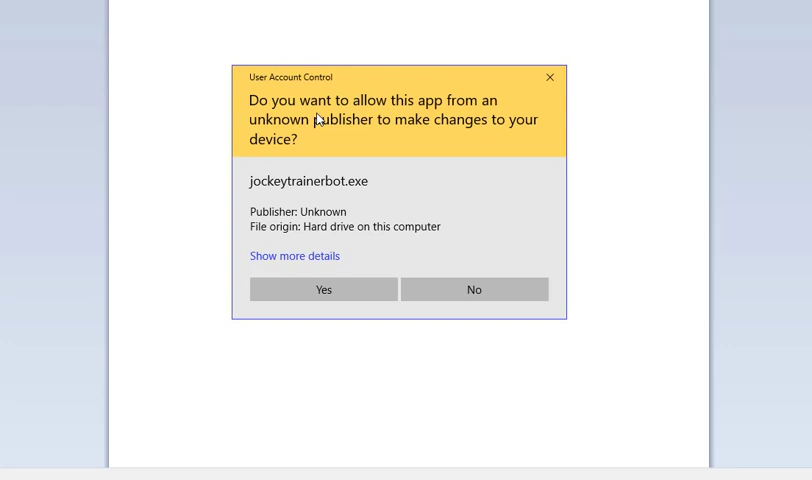 User Account Control
Do you want to allow this app from an
unknown publisher to make changes to your
device?
jockeytrainerbot.exe
Publisher: Unknown
File origin: Hard drive on this computer
Show more details
Yes
No